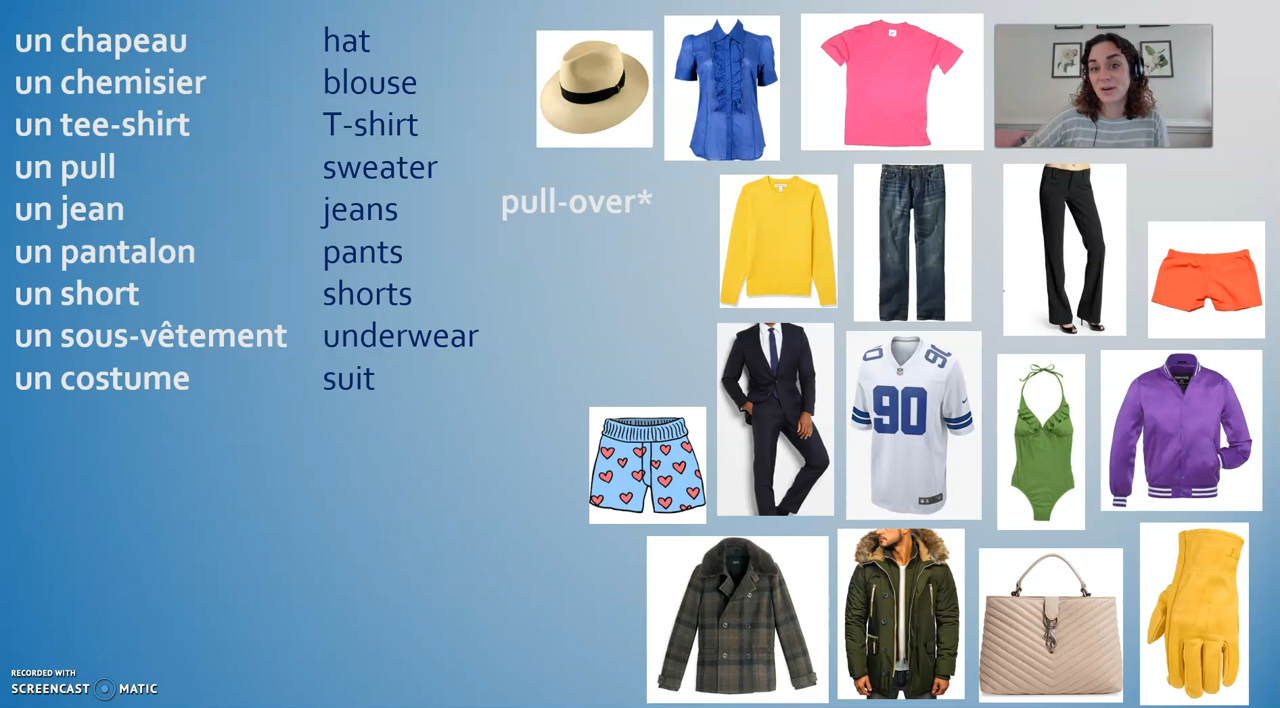 un chapeau hat
un chemisier blouse
un tee-shirt T-shirt
un pull sweater
pull-over*
un jean jeans
un pantalon pants
un short shorts
un sous-vêtement underwear
un costume suit
90
90
90
RECORDED WITH
SCREENCAST MATIC